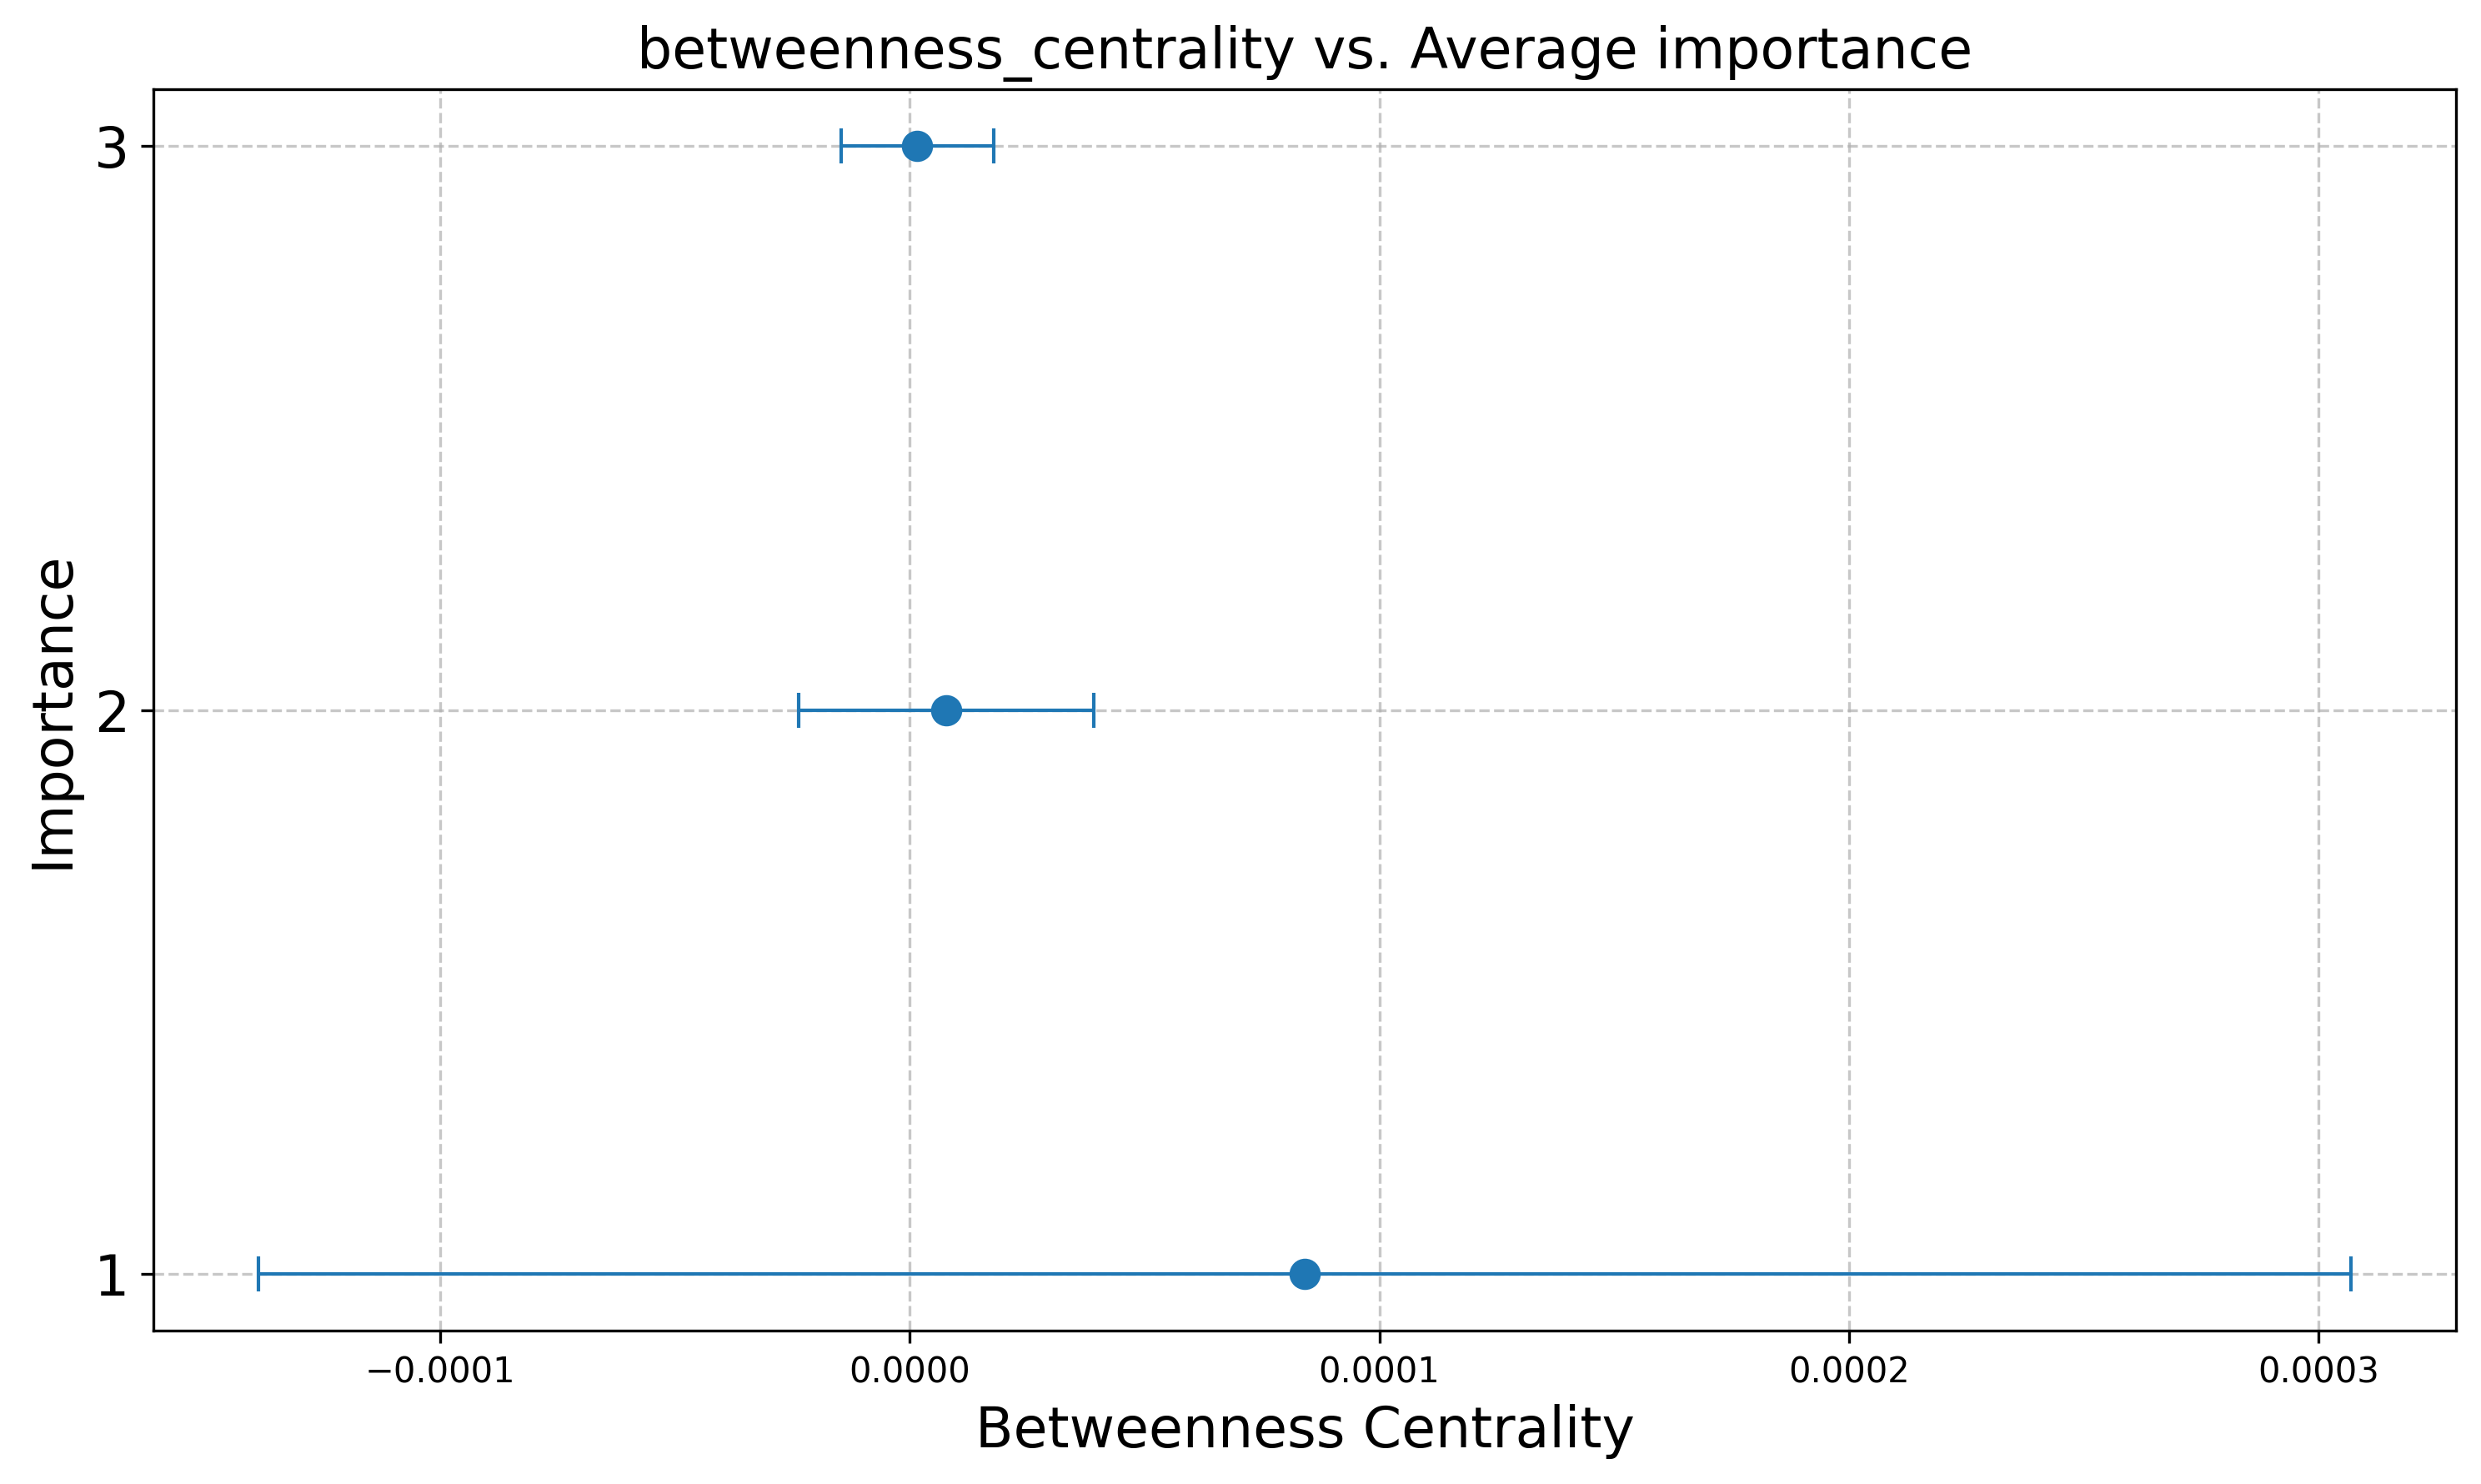 betweenness_centrality vs. Average importance
3
2
1
Importance
−0.0001 0.0000 0.0001 0.0002 0.0003
Betweenness Centrality